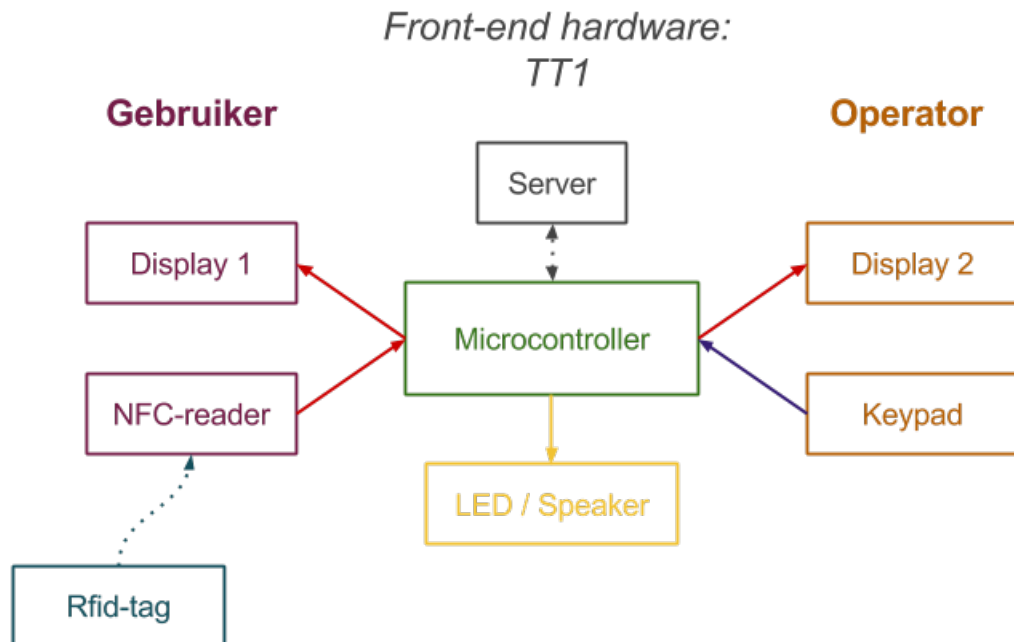 Front-end hardware:
TT1
Gebruiker
Operator
Server
Display 1
Display 2
Microcontroller
NFC-reader
Keypad
LED / Speaker
Rfid-tag